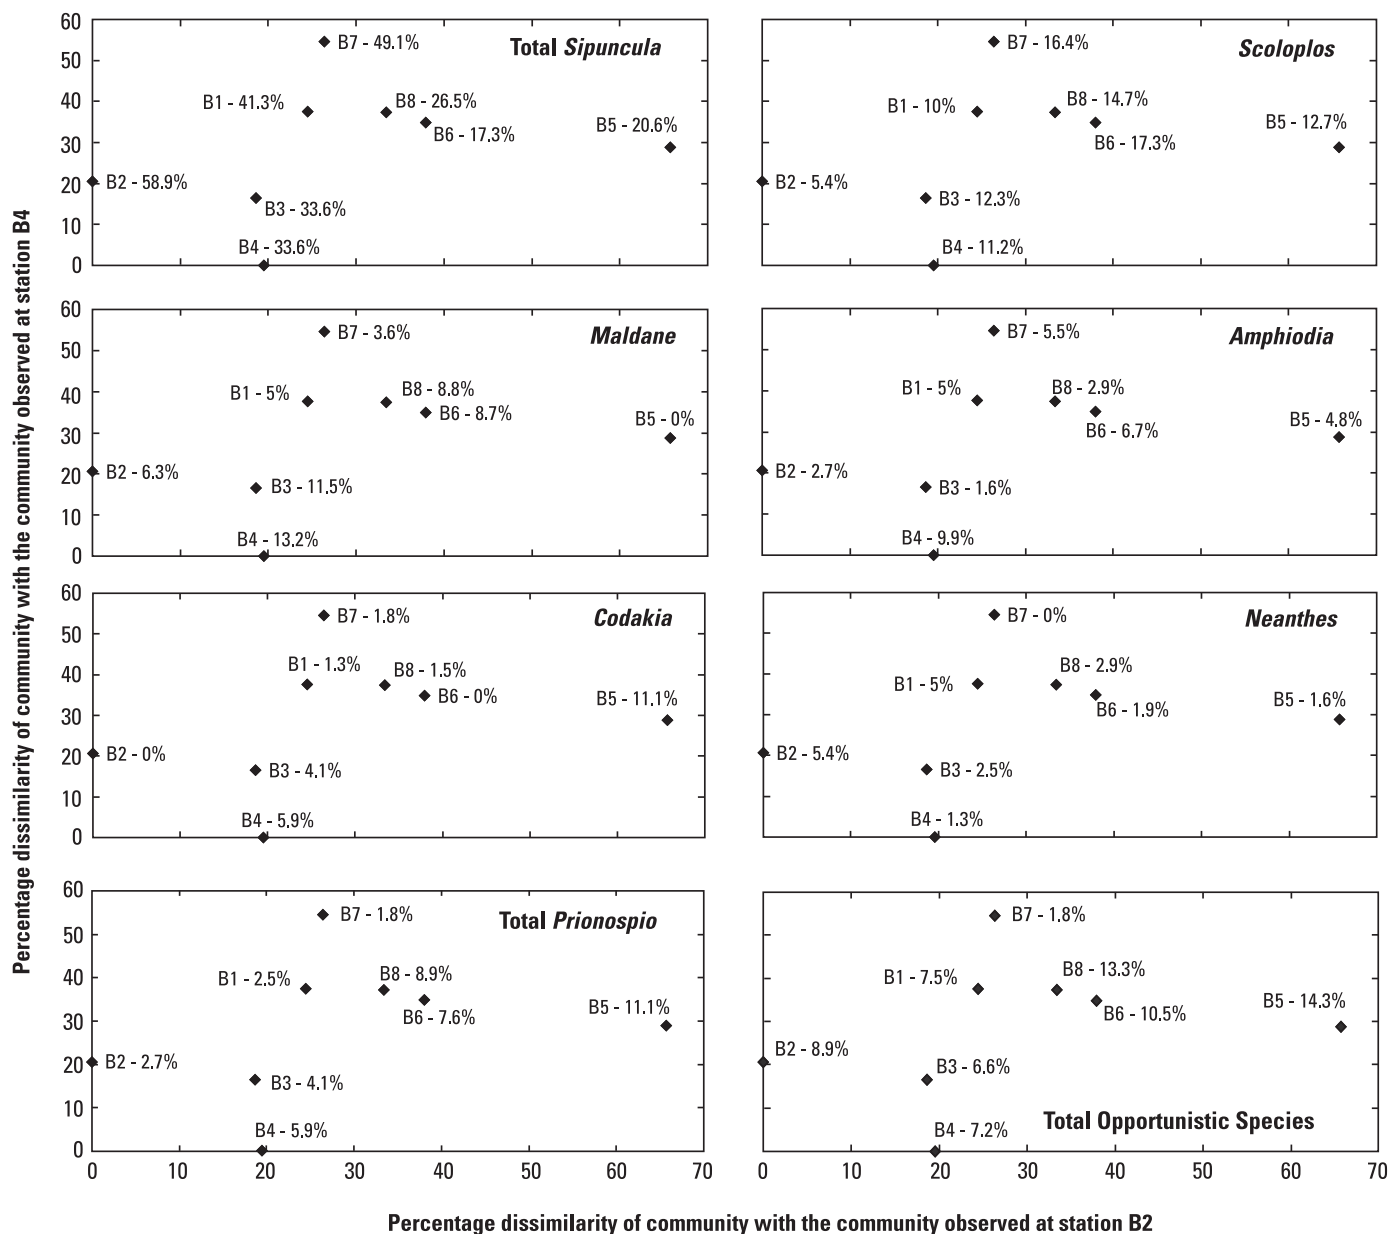 Percentage dissimilarity of community with the community observed at station B4
60
50
40
30
20
10
0
Total Sipuncula
B7 - 49.1%
B1 - 41.3%
B8 - 26.5%
B6 - 17.3%
B5 - 20.6%
B2 - 58.9%
B3 - 33.6%
B4 - 33.6%
Scoloplos
B7 - 16.4%
B1 - 10%
B8 - 14.7%
B6 - 17.3%
B5 - 12.7%
B2 - 5.4%
B3 - 12.3%
B4 - 11.2%
60
50
40
30
20
10
0
Maldane
B7 - 3.6%
B1 - 5%
B8 - 8.8%
B6 - 8.7%
B5 - 0%
B2 - 6.3%
B3 - 11.5%
B4 - 13.2%
Amphiodia
B7 - 5.5%
B1 - 5%
B8 - 2.9%
B6 - 6.7%
B5 - 4.8%
B2 - 2.7%
B3 - 1.6%
B4 - 9.9%
60
50
40
30
20
10
0
Codakia
B7 - 1.8%
B1 - 1.3%
B8 - 1.5%
B6 - 0%
B5 - 11.1%
B2 - 0%
B3 - 4.1%
B4 - 5.9%
Neanthes
B7 - 0%
B8 - 2.9%
B1 - 5%
B6 - 1.9%
B5 - 1.6%
B2 - 5.4%
B3 - 2.5%
B4 - 1.3%
60
50
40
30
20
10
0
Total Prionospio
B7 - 1.8%
B1 - 2.5%
B8 - 8.9%
B6 - 7.6%
B5 - 11.1%
B2 - 2.7%
B3 - 4.1%
B4 - 5.9%
0 10 20 30 40 50 60 70
B7 - 1.8%
B1 - 7.5%
B8 - 13.3%
B6 - 10.5%
B5 - 14.3%
B2 - 8.9%
B3 - 6.6%
Total Opportunistic Species
B4 - 7.2%
0 10 20 30 40 50 60 70
Percentage dissimilarity of community with the community observed at station B2